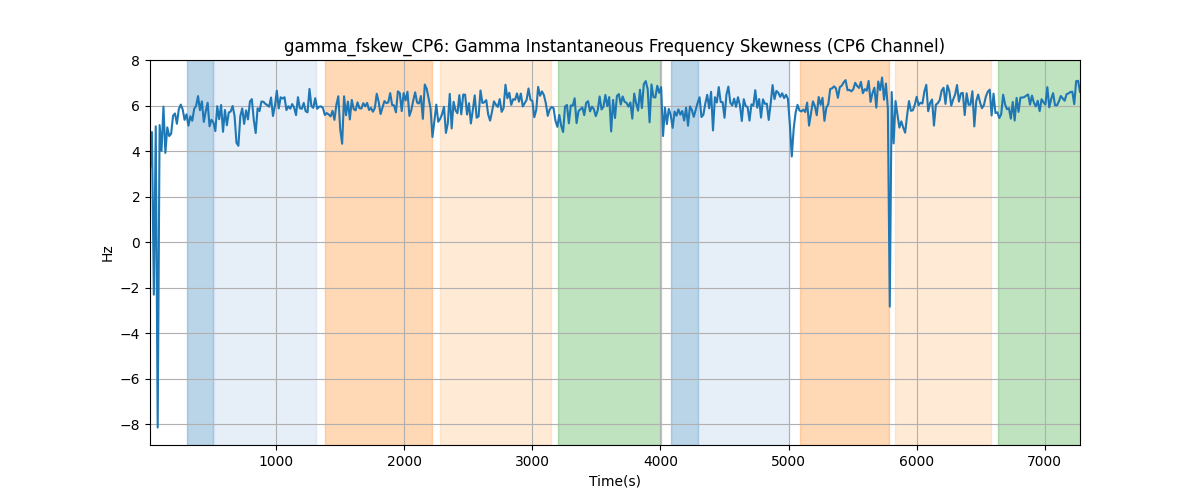 gamma_fskew_CP6: Gamma Instantaneous Frequency Skewness (CP6 Channel)
8
6
4
2
0
−2
−4
−6
−8
Hz
1000 2000 3000 4000 5000 6000 7000
Time(s)